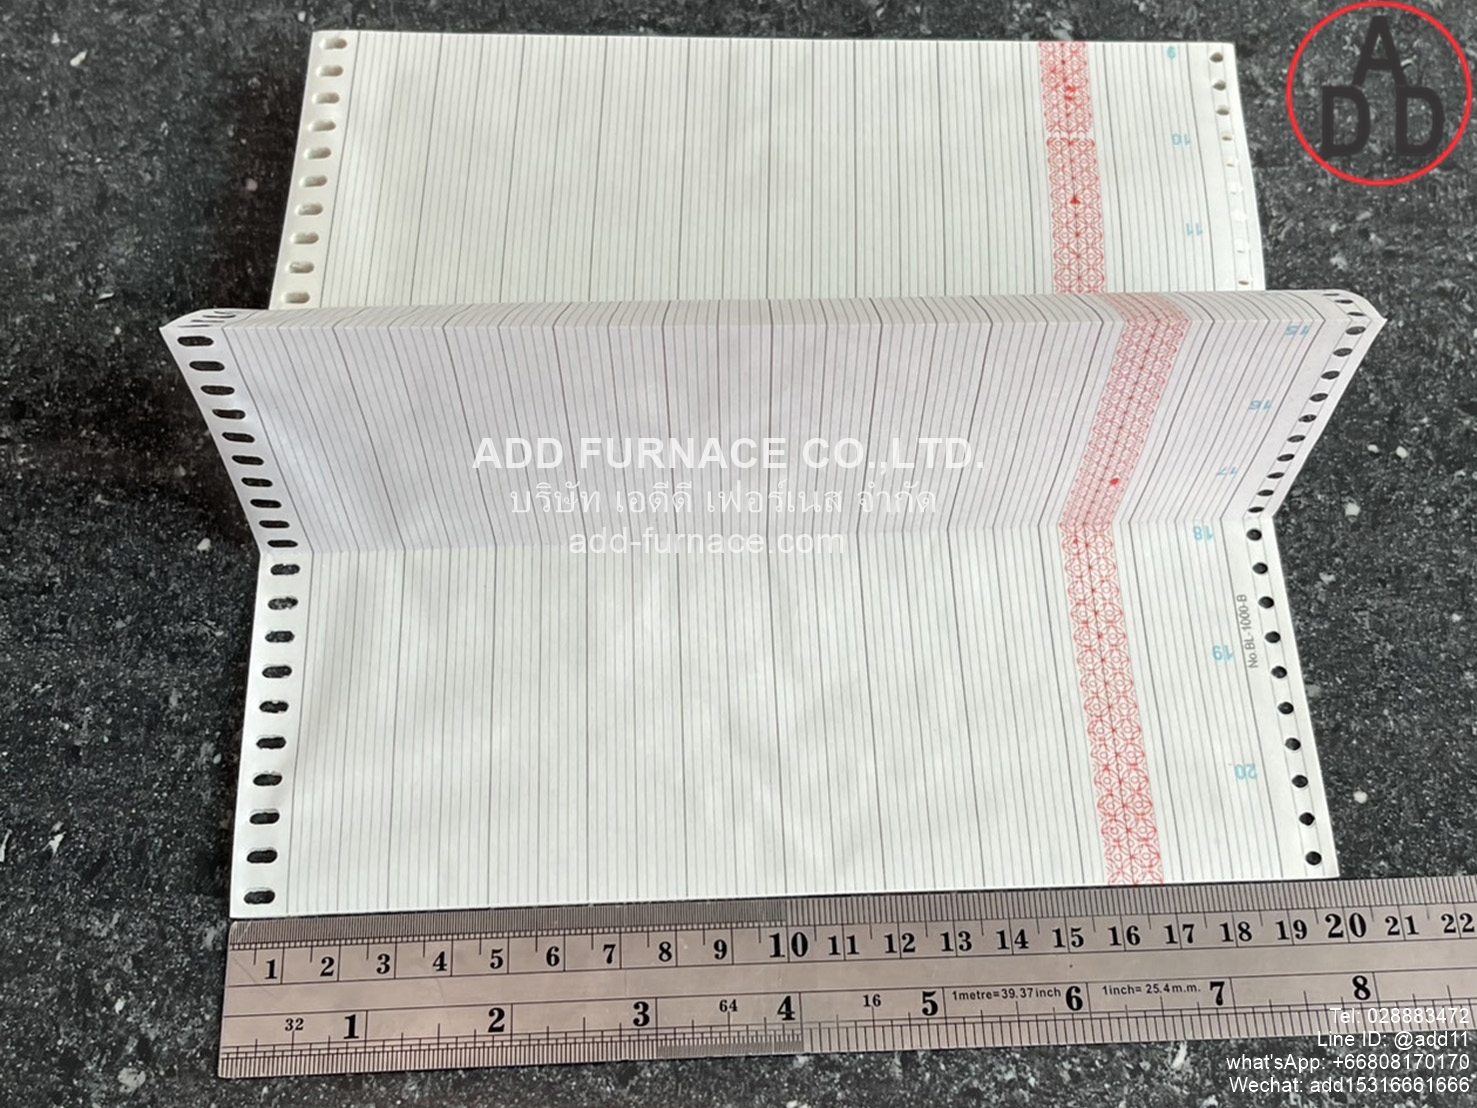 A
DD
9
10
11
15
16
17
18
19
20
No.BL-1000-B
ADD FURNACE CO.,LTD.
บริษัท เอดีดี เฟอร์เนส จำกัด
add-furnace.com
1 2 3 4 5 6 7 8 9 10 11 12 13 14 15 16 17 18 19 20 21 22
32 1 2 3 64 4 16 5 1metre=39.37inch 6 1inch= 25.4m.m. 7 8
Tel: 028883472
Line ID: @add11
what'sApp: +66808170170
Wechat: add15316661666